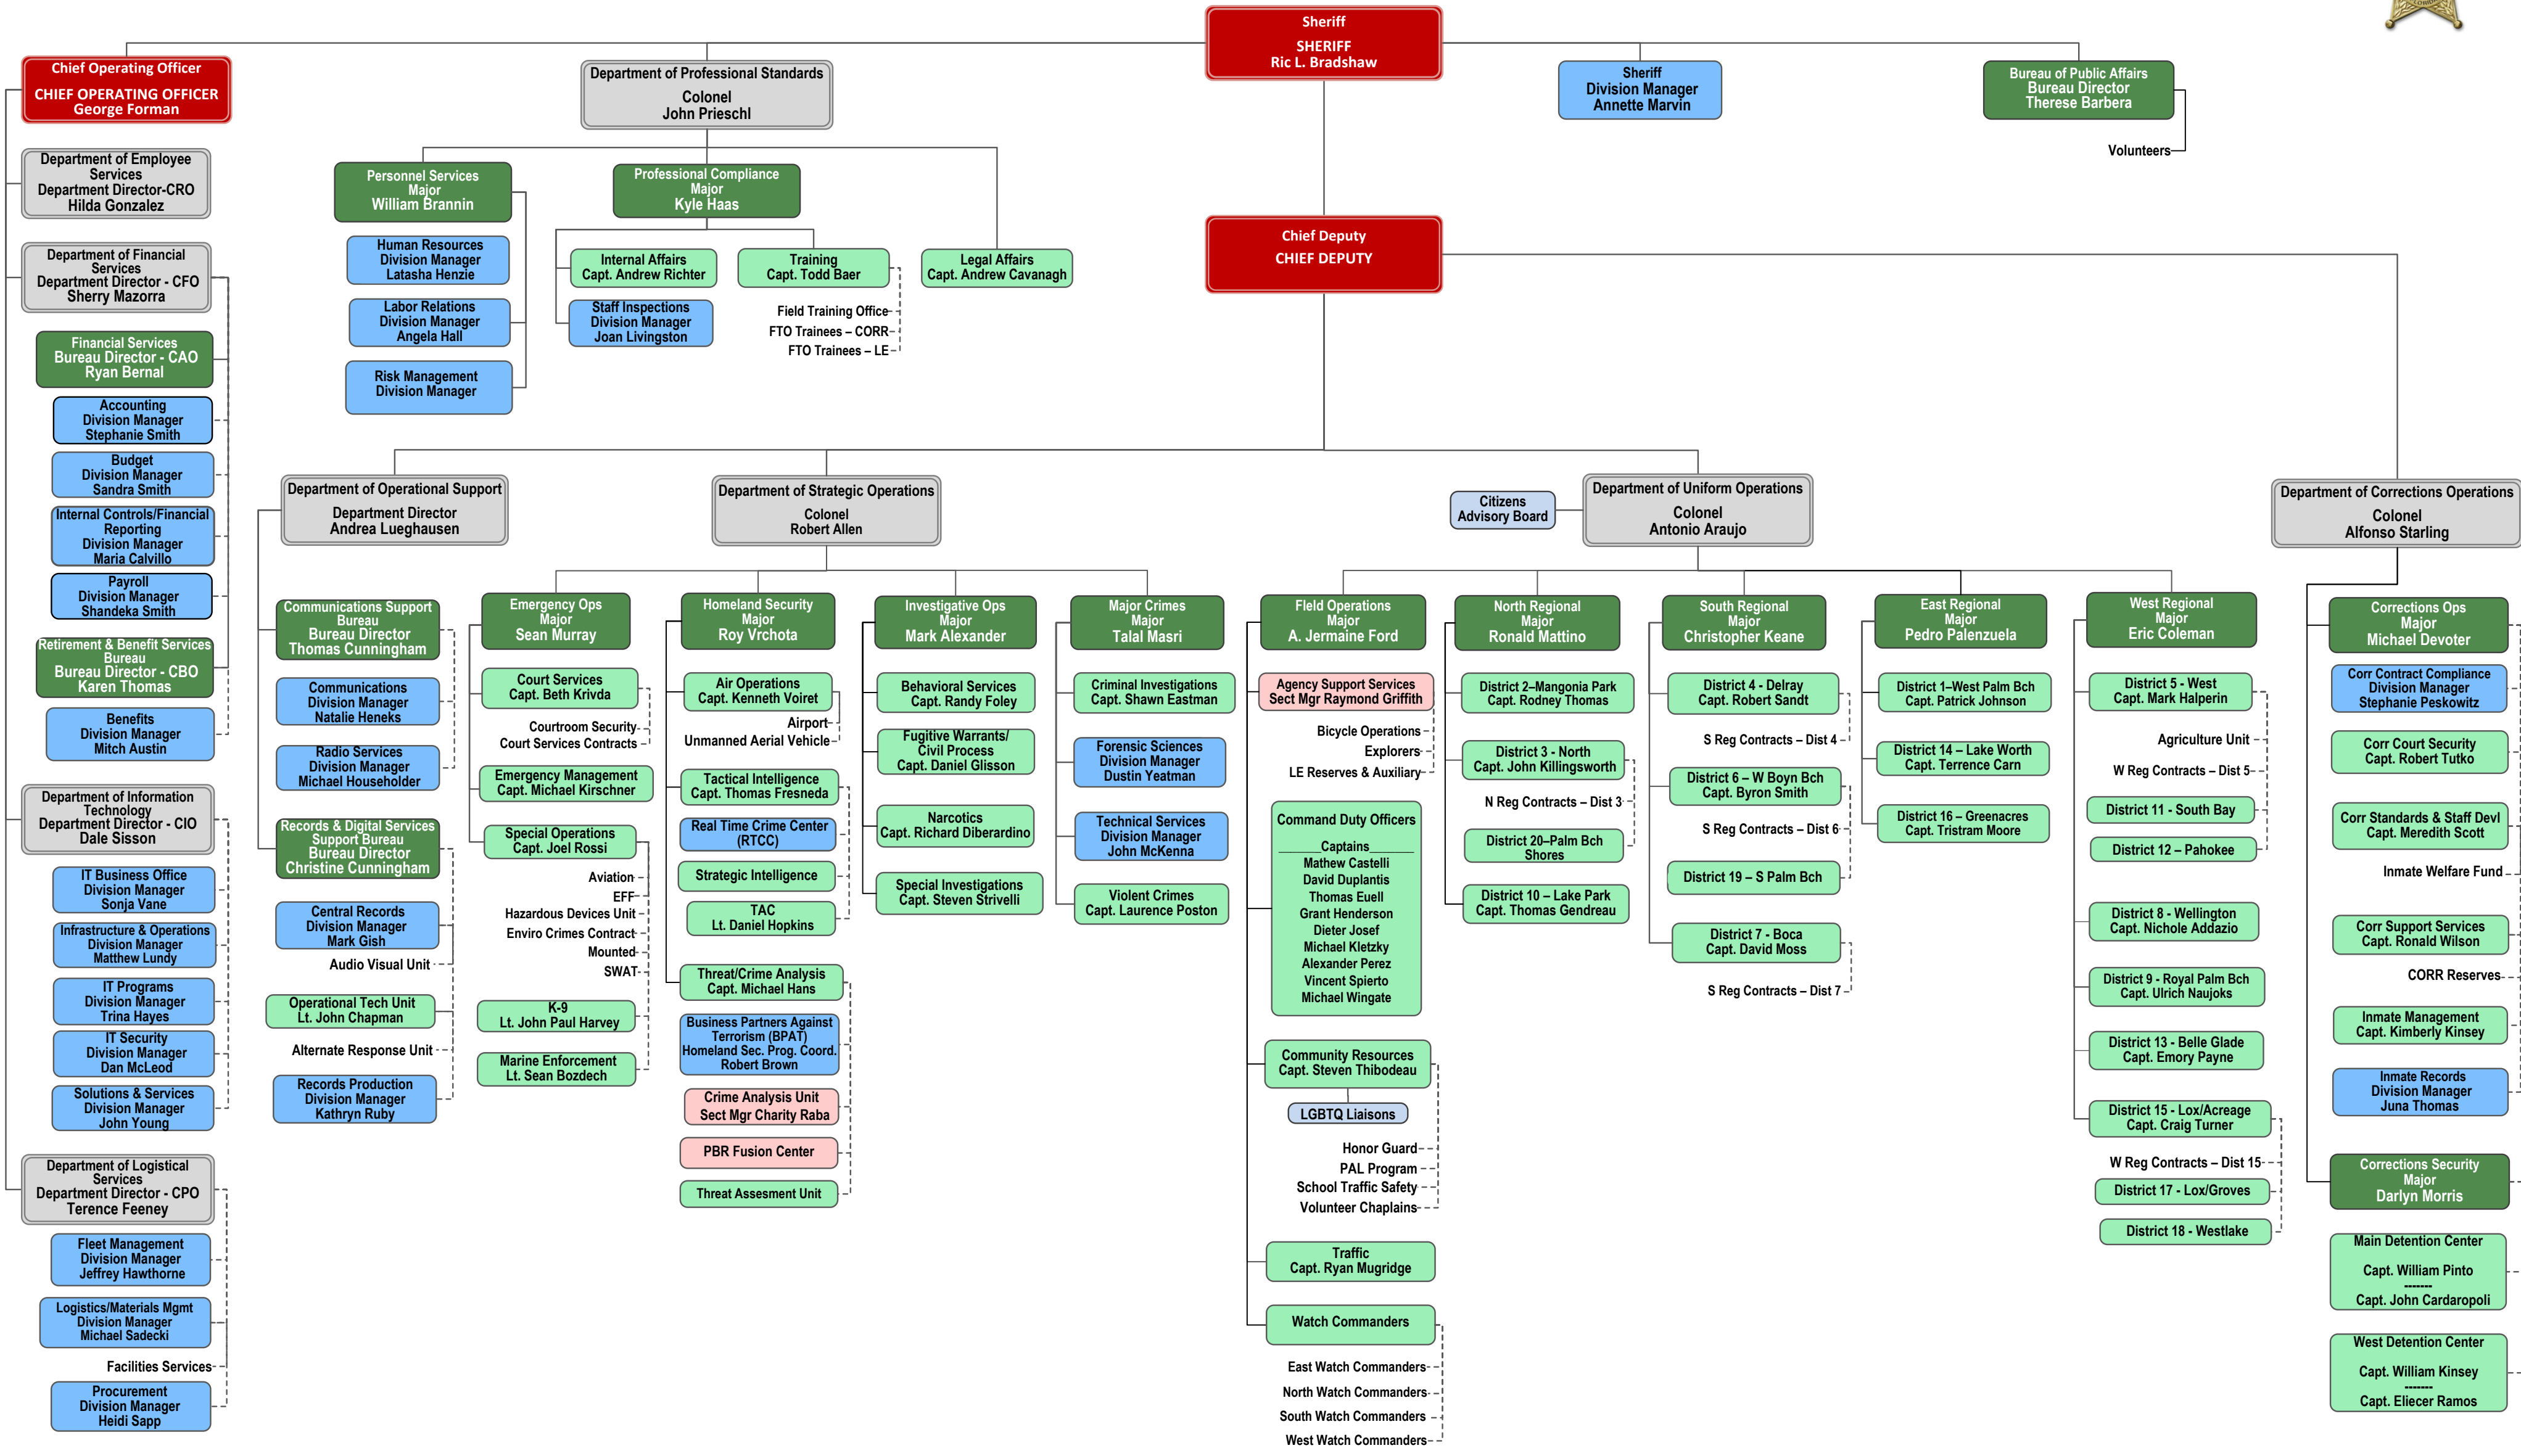 Sheriff
SHERIFF
Ric L. Bradshaw
Chief Operating Officer
CHIEF OPERATING OFFICER
George Forman
Department of Professional Standards
Colonel
John Prieschl
Sheriff
Division Manager
Annette Marvin
Bureau of Public Affairs
Bureau Director
Therese Barbera
Volunteers
Department of Employee
Services
Department Director-CRO
Hilda Gonzalez
Department of Financial
Services
Department Director - CFO
Sherry Mazorra
Financial Services
Bureau Director - CAO
Ryan Bernal
Accounting
Division Manager
Stephanie Smith
Budget
Division Manager
Sandra Smith
Internal Controls/Financial
Reporting
Division Manager
Maria Calvillo
Payroll
Division Manager
Shandeka Smith
Retirement & Benefit Services
Bureau
Bureau Director - CBO
Karen Thomas
Benefits
Division Manager
Mitch Austin
Department of Information
Technology
Department Director - CIO
Dale Sisson
IT Business Office
Division Manager
Sonja Vane
Infrastructure & Operations
Division Manager
Matthew Lundy
IT Programs
Division Manager
Trina Hayes
IT Security
Division Manager
Dan McLeod
Solutions & Services
Division Manager
John Young
Department of Logistical
Services
Department Director - CPO
Terence Feeney
Fleet Management
Division Manager
Jeffrey Hawthorne
Logistics/Materials Mgmt
Division Manager
Michael Sadecki
Facilities Services
Procurement
Division Manager
Heidi Sapp
Personnel Services
Major
William Brannin
Human Resources
Division Manager
Latasha Henzie
Labor Relations
Division Manager
Angela Hall
Risk Management
Division Manager
Professional Compliance
Major
Kyle Haas
Internal Affairs
Capt. Andrew Richter
Staff Inspections
Division Manager
Joan Livingston
Training
Capt. Todd Baer
Field Training Office
FTO Trainees – CORR
FTO Trainees – LE
Legal Affairs
Capt. Andrew Cavanagh
Chief Deputy
CHIEF DEPUTY
Department of Operational Support
Department Director
Andrea Lueghausen
Communications Support
Bureau
Bureau Director
Thomas Cunningham
Communications
Division Manager
Natalie Heneks
Radio Services
Division Manager
Michael Householder
Records & Digital Services
Support Bureau
Bureau Director
Christine Cunningham
Central Records
Division Manager
Mark Gish
Audio Visual Unit
Operational Tech Unit
Lt. John Chapman
Alternate Response Unit
Records Production
Division Manager
Kathryn Ruby
Department of Strategic Operations
Colonel
Robert Allen
Emergency Ops
Major
Sean Murray
Court Services
Capt. Beth Krivda
Courtroom Security
Court Services Contracts
Emergency Management
Capt. Michael Kirschner
Special Operations
Capt. Joel Rossi
Aviation
EFF
Hazardous Devices Unit
Enviro Crimes Contract
Mounted
SWAT
K-9
Lt. John Paul Harvey
Marine Enforcement
Lt. Sean Bozdech
Homeland Security
Major
Roy Vrchota
Air Operations
Capt. Kenneth Voiret
Airport
Unmanned Aerial Vehicle
Tactical Intelligence
Capt. Thomas Fresneda
Real Time Crime Center
(RTCC)
Strategic Intelligence
TAC
Lt. Daniel Hopkins
Threat/Crime Analysis
Capt. Michael Hans
Business Partners Against
Terrorism (BPAT)
Homeland Sec. Prog. Coord.
Robert Brown
Crime Analysis Unit
Sect Mgr Charity Raba
PBR Fusion Center
Threat Assesment Unit
Investigative Ops
Major
Mark Alexander
Behavioral Services
Capt. Randy Foley
Fugitive Warrants/
Civil Process
Capt. Daniel Glisson
Narcotics
Capt. Richard Diberardino
Special Investigations
Capt. Steven Strivelli
Major Crimes
Major
Talal Masri
Criminal Investigations
Capt. Shawn Eastman
Forensic Sciences
Division Manager
Dustin Yeatman
Technical Services
Division Manager
John McKenna
Violent Crimes
Capt. Laurence Poston
Citizens
Advisory Board
Department of Uniform Operations
Colonel
Antonio Araujo
FIeld Operations
Major
A. Jermaine Ford
Agency Support Services
Sect Mgr Raymond Griffith
Bicycle Operations
Explorers
LE Reserves & Auxiliary
Command Duty Officers
Captains
Mathew Castelli
David Duplantis
Thomas Euell
Grant Henderson
Dieter Josef
Michael Kletzky
Alexander Perez
Vincent Spierto
Michael Wingate
Community Resources
Capt. Steven Thibodeau
LGBTQ Liaisons
Honor Guard
PAL Program
School Traffic Safety
Volunteer Chaplains
Traffic
Capt. Ryan Mugridge
Watch Commanders
East Watch Commanders
North Watch Commanders
South Watch Commanders
West Watch Commanders
North Regional
Major
Ronald Mattino
District 2–Mangonia Park
Capt. Rodney Thomas
District 3 - North
Capt. John Killingsworth
N Reg Contracts – Dist 3
District 20–Palm Bch
Shores
District 10 – Lake Park
Capt. Thomas Gendreau
South Regional
Major
Christopher Keane
District 4 - Delray
Capt. Robert Sandt
S Reg Contracts – Dist 4
District 6 – W Boyn Bch
Capt. Byron Smith
S Reg Contracts – Dist 6
District 19 – S Palm Bch
District 7 - Boca
Capt. David Moss
S Reg Contracts – Dist 7
East Regional
Major
Pedro Palenzuela
District 1–West Palm Bch
Capt. Patrick Johnson
District 14 – Lake Worth
Capt. Terrence Carn
District 16 – Greenacres
Capt. Tristram Moore
West Regional
Major
Eric Coleman
District 5 - West
Capt. Mark Halperin
Agriculture Unit
W Reg Contracts – Dist 5
District 11 - South Bay
District 12 – Pahokee
District 8 - Wellington
Capt. Nichole Addazio
District 9 - Royal Palm Bch
Capt. Ulrich Naujoks
District 13 - Belle Glade
Capt. Emory Payne
District 15 - Lox/Acreage
Capt. Craig Turner
W Reg Contracts – Dist 15
District 17 - Lox/Groves
District 18 - Westlake
Department of Corrections Operations
Colonel
Alfonso Starling
Corrections Ops
Major
Michael Devoter
Corr Contract Compliance
Division Manager
Stephanie Peskowitz
Corr Court Security
Capt. Robert Tutko
Corr Standards & Staff Devl
Capt. Meredith Scott
Inmate Welfare Fund
Corr Support Services
Capt. Ronald Wilson
CORR Reserves
Inmate Management
Capt. Kimberly Kinsey
Inmate Records
Division Manager
Juna Thomas
Corrections Security
Major
Darlyn Morris
Main Detention Center
Capt. William Pinto
-------
Capt. John Cardaropoli
West Detention Center
Capt. William Kinsey
-------
Capt. Eliecer Ramos